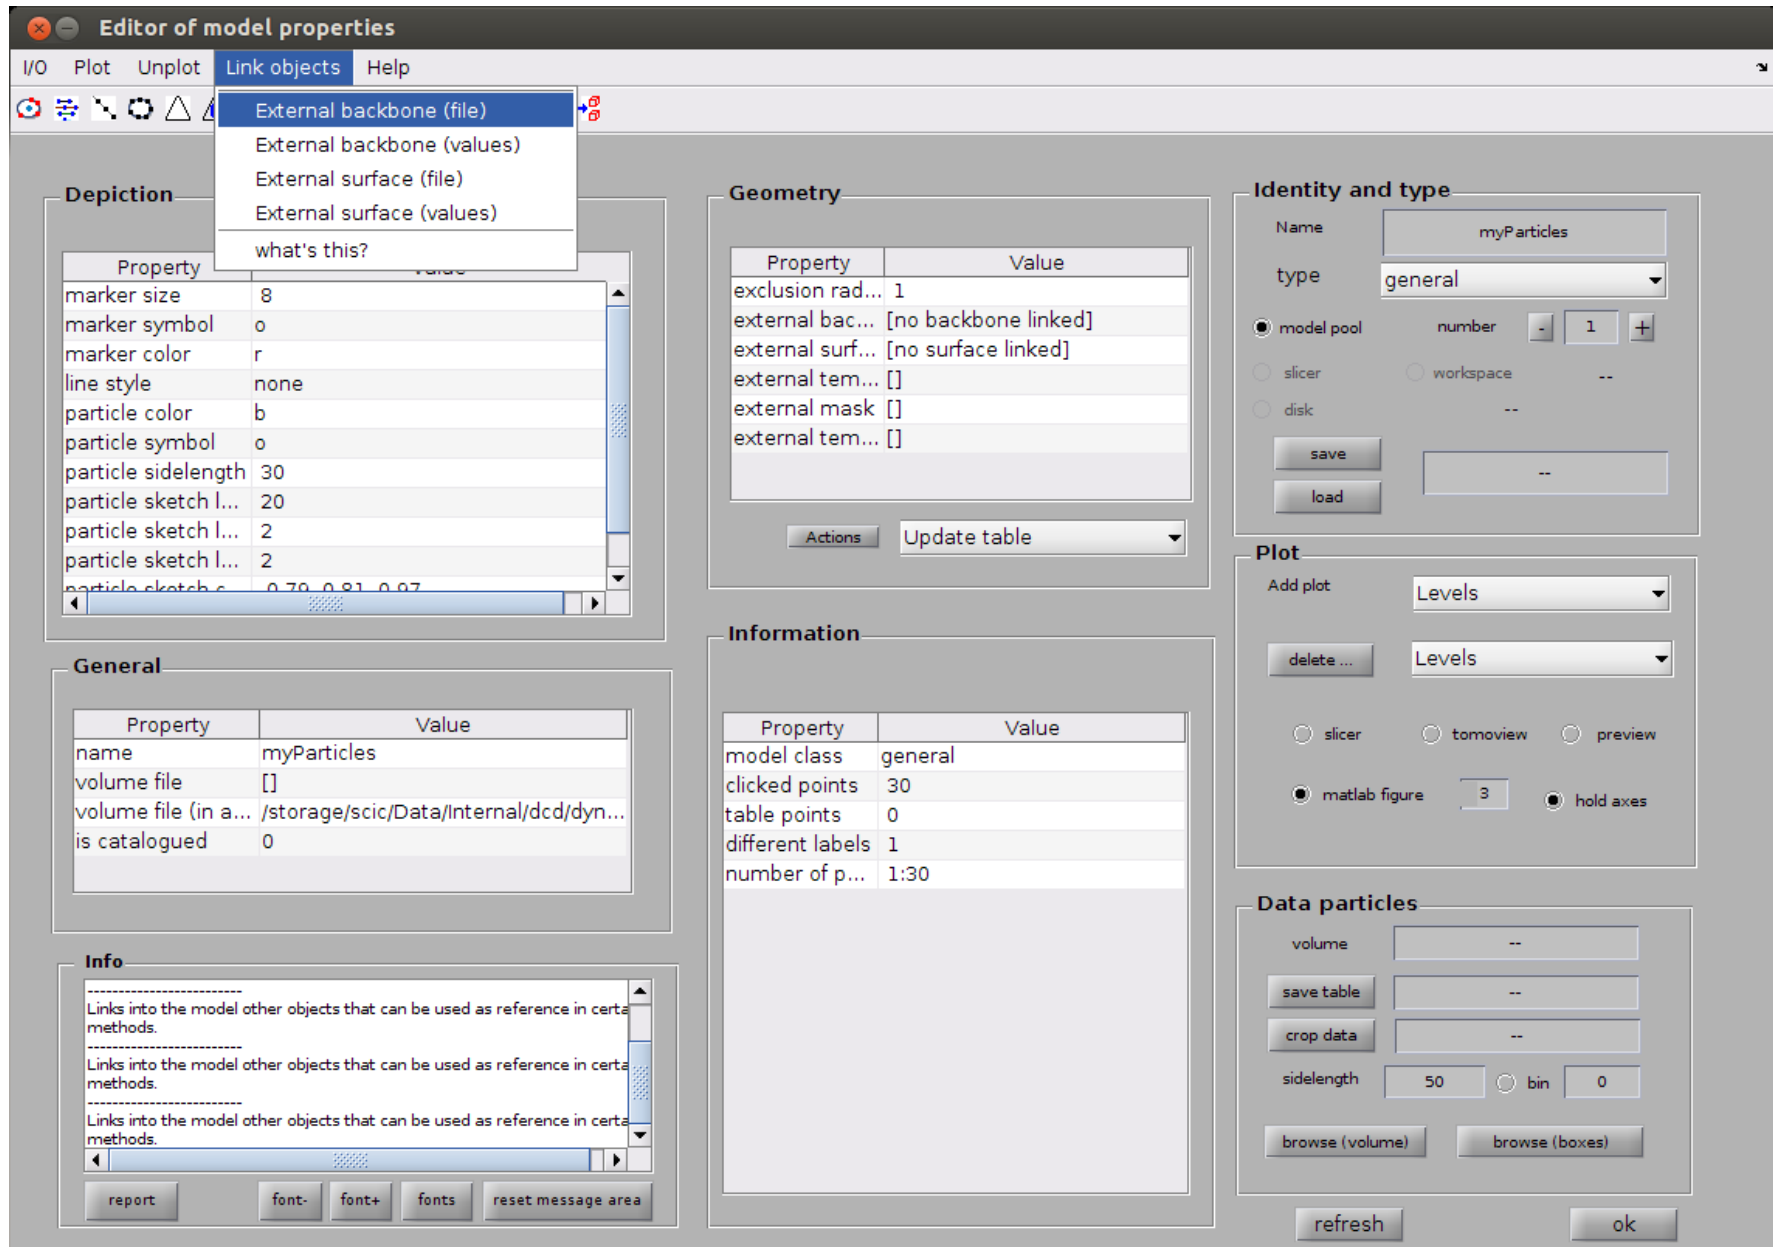 Editor of model properties
I/O Plot Unplot Link objects Help
External backbone (file)
External backbone (values)
External surface (file)
External surface (values)
what's this?
Depiction
Property
marker size 8
marker symbol o
marker color r
line style none
particle color b
particle symbol o
particle sidelength 30
particle sketch l... 20
particle sketch l... 2
particle sketch l... 2
particle sketch c... 0.79 0.81 0.97
General
Property Value
name myParticles
volume file []
volume file (in a... /storage/scic/Data/Internal/dcd/dyn...
is catalogued 0
Info
-------------------------
Links into the model other objects that can be used as reference in certa
methods.
-------------------------
Links into the model other objects that can be used as reference in certa
methods.
-------------------------
Links into the model other objects that can be used as reference in certa
methods.
report font- font+ fonts reset message area
Geometry
Property Value
exclusion rad... 1
external bac... [no backbone linked]
external surf... [no surface linked]
external tem... []
external mask []
external tem... []
Actions Update table
Information
Property Value
model class general
clicked points 30
table points 0
different labels 1
number of p... 1:30
Identity and type
Name myParticles
type general
model pool number - 1 +
slicer workspace --
disk --
save --
load
Plot
Add plot Levels
delete ... Levels
slicer tomoview preview
matlab figure 3 hold axes
Data particles
volume --
save table --
crop data --
sidelength 50 bin 0
browse (volume) browse (boxes)
refresh ok